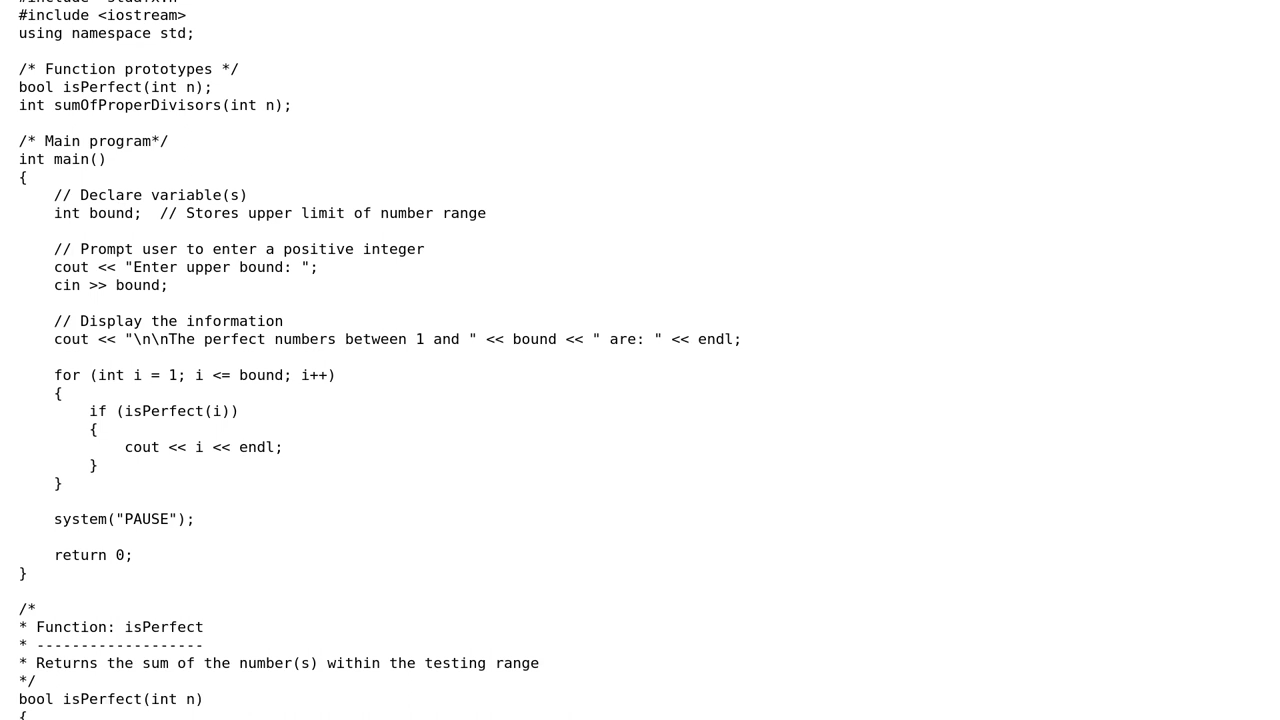 #include <iostream>
using namespace std;

/* Function prototypes */
bool isPerfect(int n);
int sumOfProperDivisors(int n);

/* Main program*/
int main()
{
    // Declare variable(s)
    int bound;  // Stores upper limit of number range

    // Prompt user to enter a positive integer
    cout << "Enter upper bound: ";
    cin >> bound;

    // Display the information
    cout << "\n\nThe perfect numbers between 1 and " << bound << " are: " << endl;

    for (int i = 1; i <= bound; i++)
    {
        if (isPerfect(i))
        {
            cout << i << endl;
        }
    }

    system("PAUSE");

    return 0;
}

/*
* Function: isPerfect
* -------------------
* Returns the sum of the number(s) within the testing range
*/
bool isPerfect(int n)
{